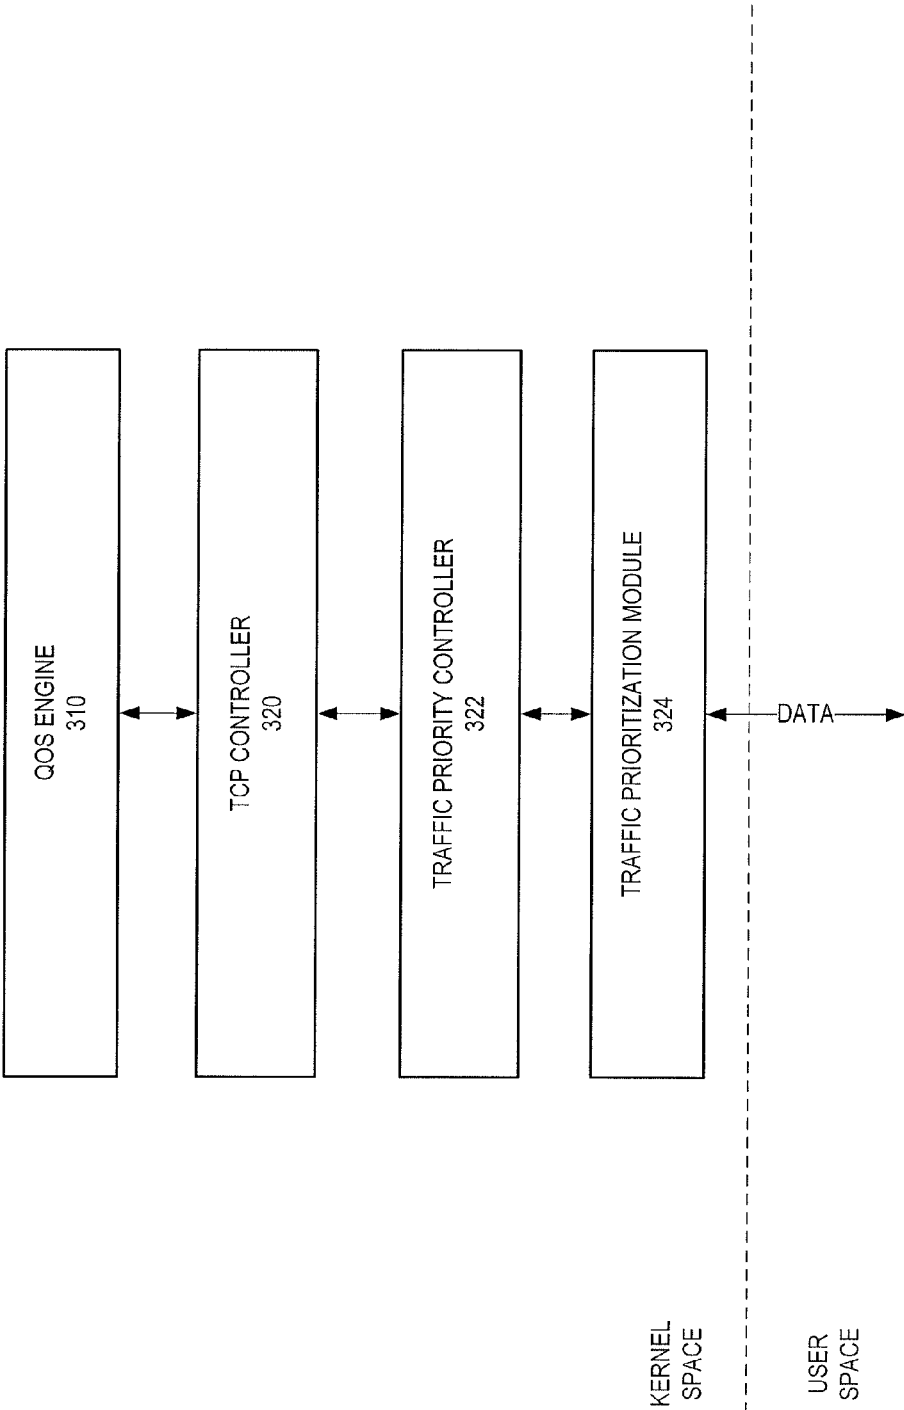 QOS ENGINE
310
TCP CONTROLLER
320
TRAFFIC PRIORITY CONTROLLER
322
TRAFFIC PRIORITIZATION MODULE
324
DATA
KERNEL
SPACE
USER
SPACE